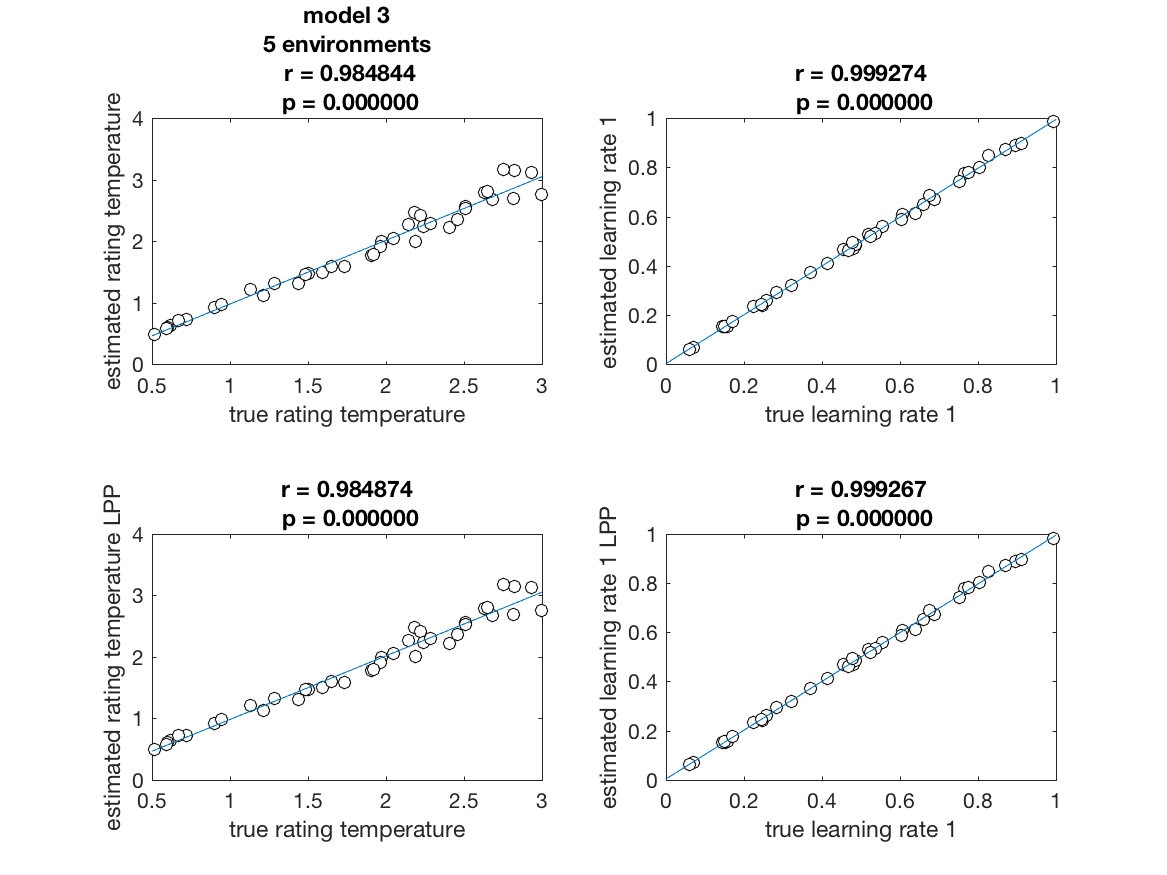 model 3
5 environments
r = 0.984844
p = 0.000000
estimated rating temperature
4
3
2
1
0
0.5 1 1.5 2 2.5 3
true rating temperature
r = 0.999274
p = 0.000000
estimated learning rate 1
1
0.8
0.6
0.4
0.2
0
0 0.2 0.4 0.6 0.8 1
true learning rate 1
r = 0.984874
p = 0.000000
estimated rating temperature LPP
4
3
2
1
0
0.5 1 1.5 2 2.5 3
true rating temperature
r = 0.999267
p = 0.000000
estimated learning rate 1 LPP
1
0.8
0.6
0.4
0.2
0
0 0.2 0.4 0.6 0.8 1
true learning rate 1